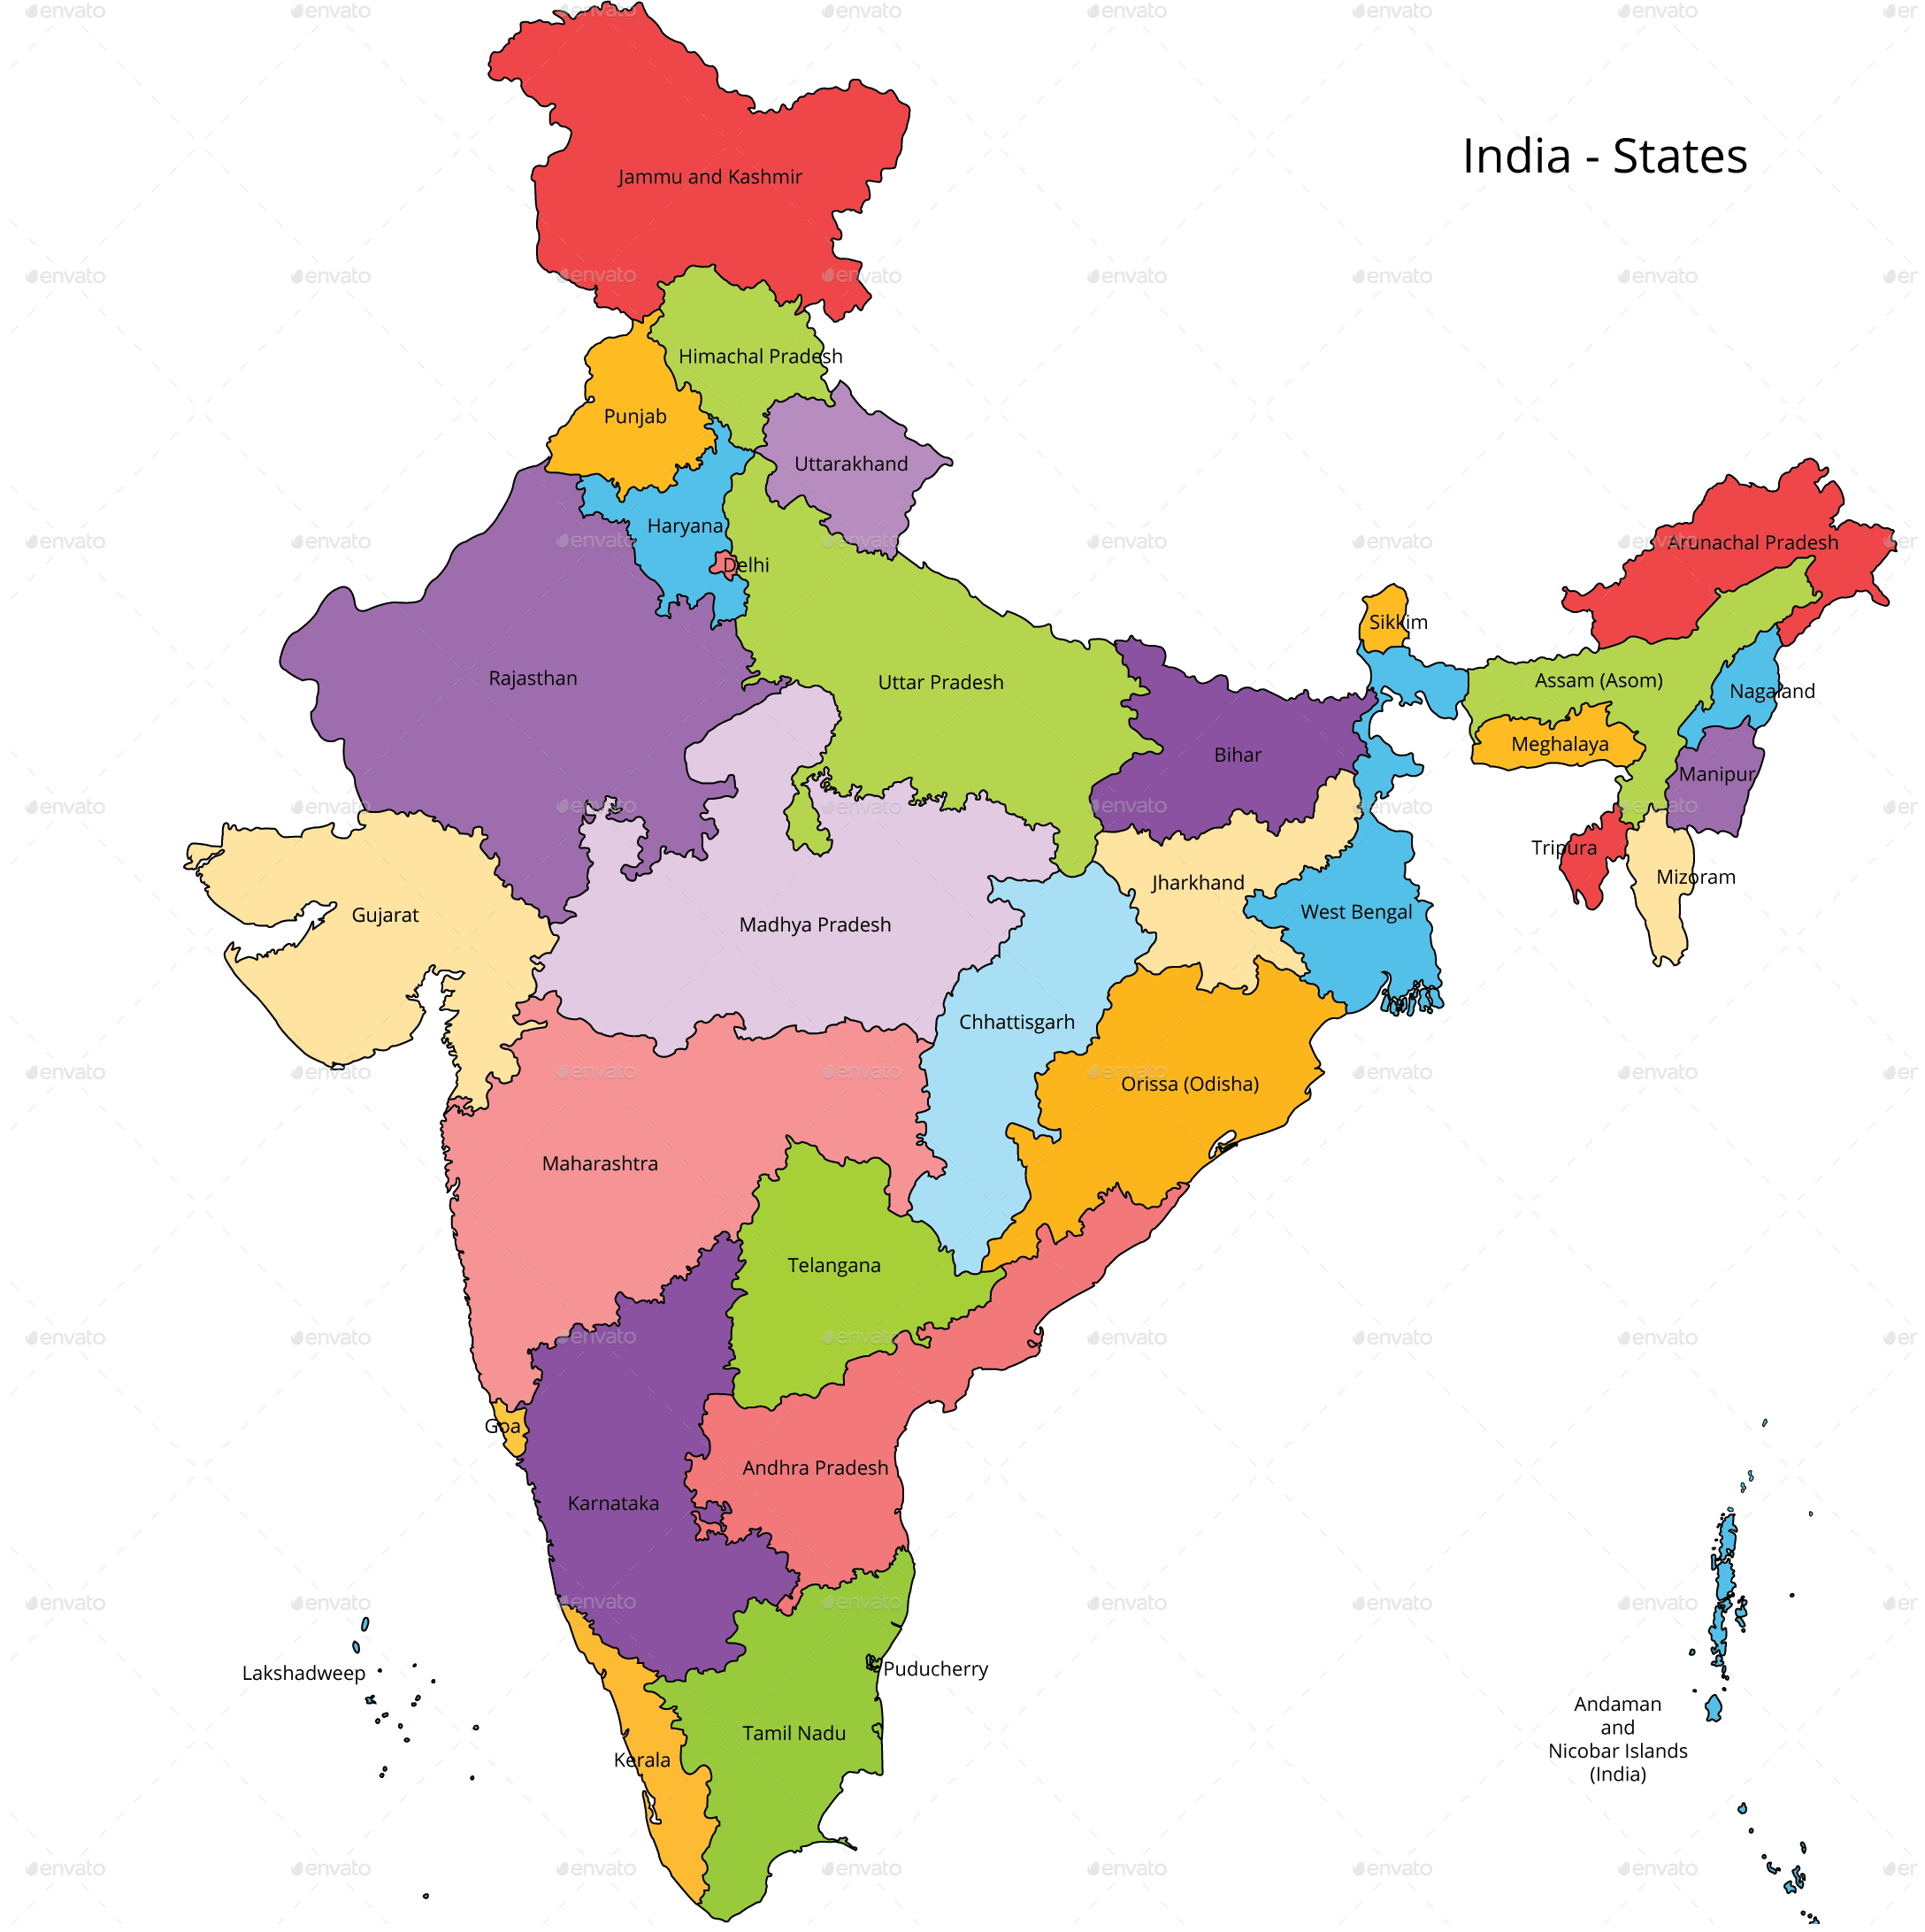 India - States
Jammu and Kashmir
Himachal Pradesh
Punjab
Uttarakhand
Haryana
Delhi
Arunachal Pradesh
Sikkim
Rajasthan
Uttar Pradesh
Assam (Asom)
Nagaland
Bihar
Meghalaya
Manipur
Tripura
Mizoram
Gujarat
Madhya Pradesh
Jharkhand
West Bengal
Chhattisgarh
Orissa (Odisha)
Maharashtra
Telangana
Goa
Andhra Pradesh
Karnataka
Lakshadweep
Puducherry
Tamil Nadu
Kerala
Andaman
and
Nicobar Islands
(India)
envato